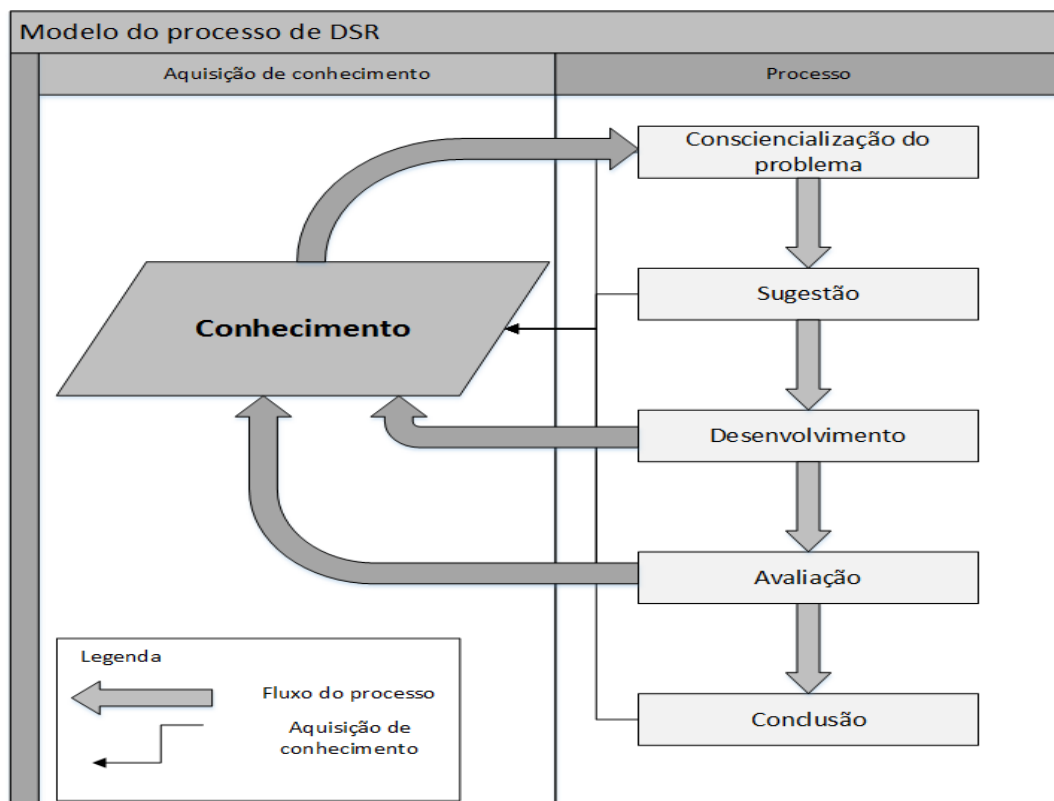 Modelo do processo de DSR
Aquisição de conhecimento
Processo
Consciencialização do
problema
Sugestão
Conhecimento
Desenvolvimento
Avaliação
Conclusão
Legenda
Fluxo do processo
Aquisição de
conhecimento